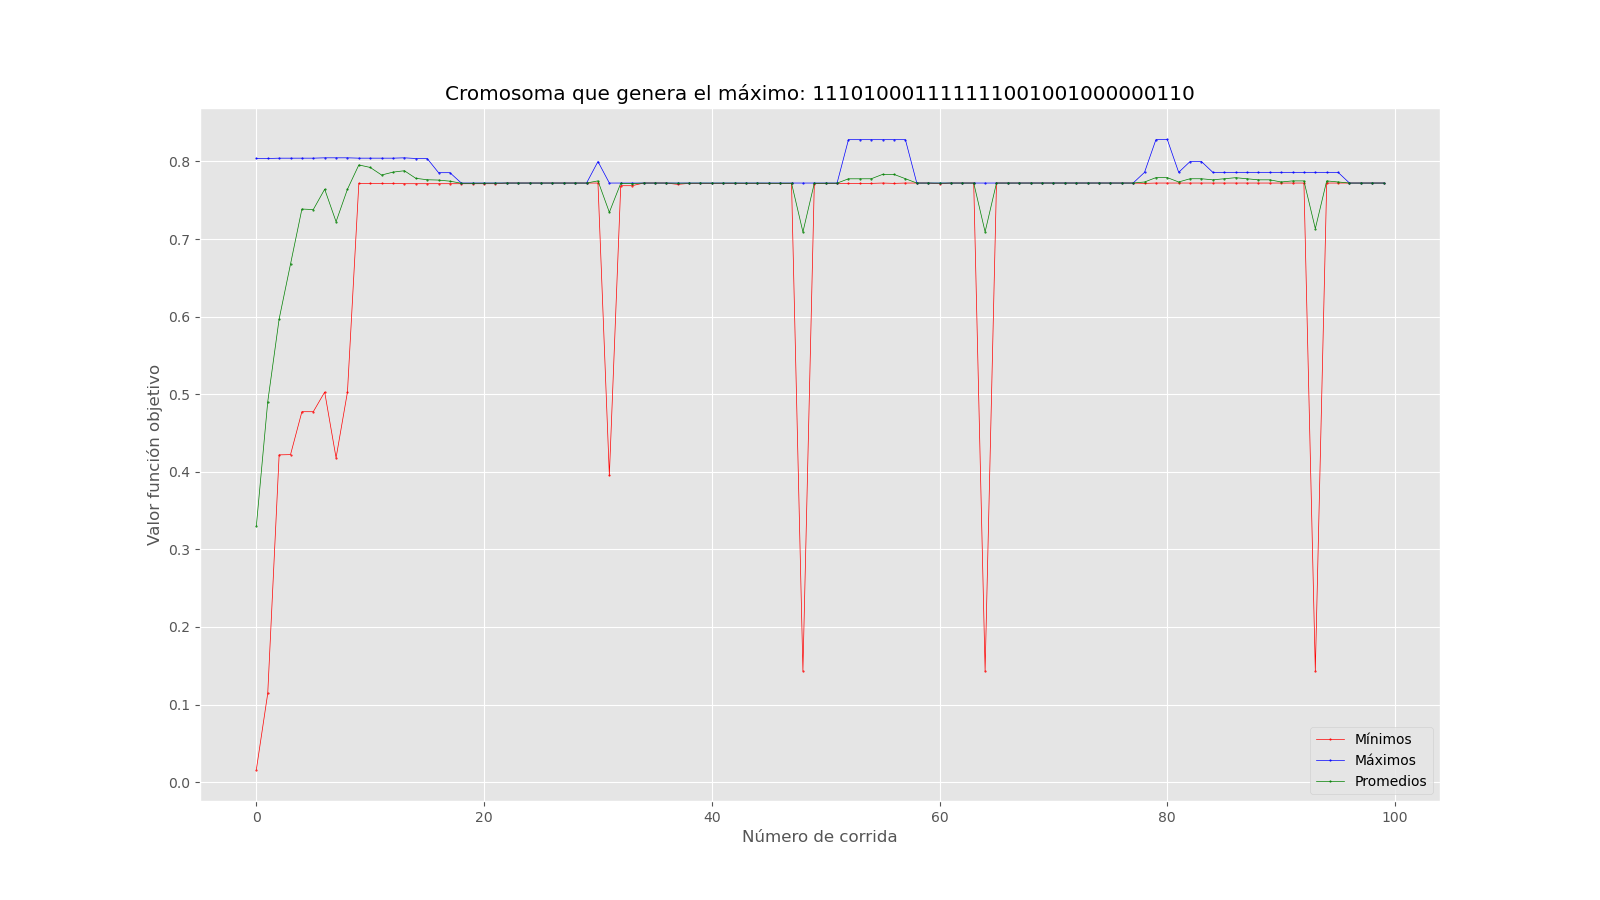 Cromosoma que genera el máximo: 111010001111111001001000000110
Valor función objetivo
0.8
0.7
0.6
0.5
0.4
0.3
0.2
0.1
0.0
0 20 40 60 80 100
Número de corrida
Mínimos
Máximos
Promedios